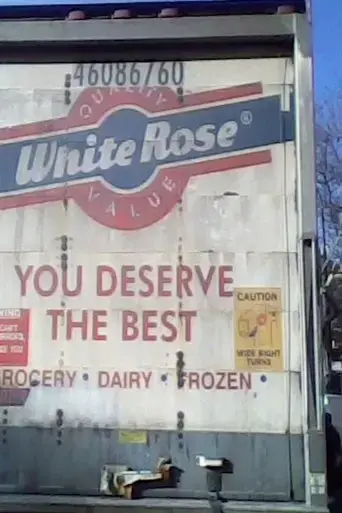 46086/60
QUALITY
White Rose®
VALUE
YOU DESERVE
THE BEST
CAUTION
WIDE RIGHT
TURNS
ROCERY • DAIRY • FROZEN •